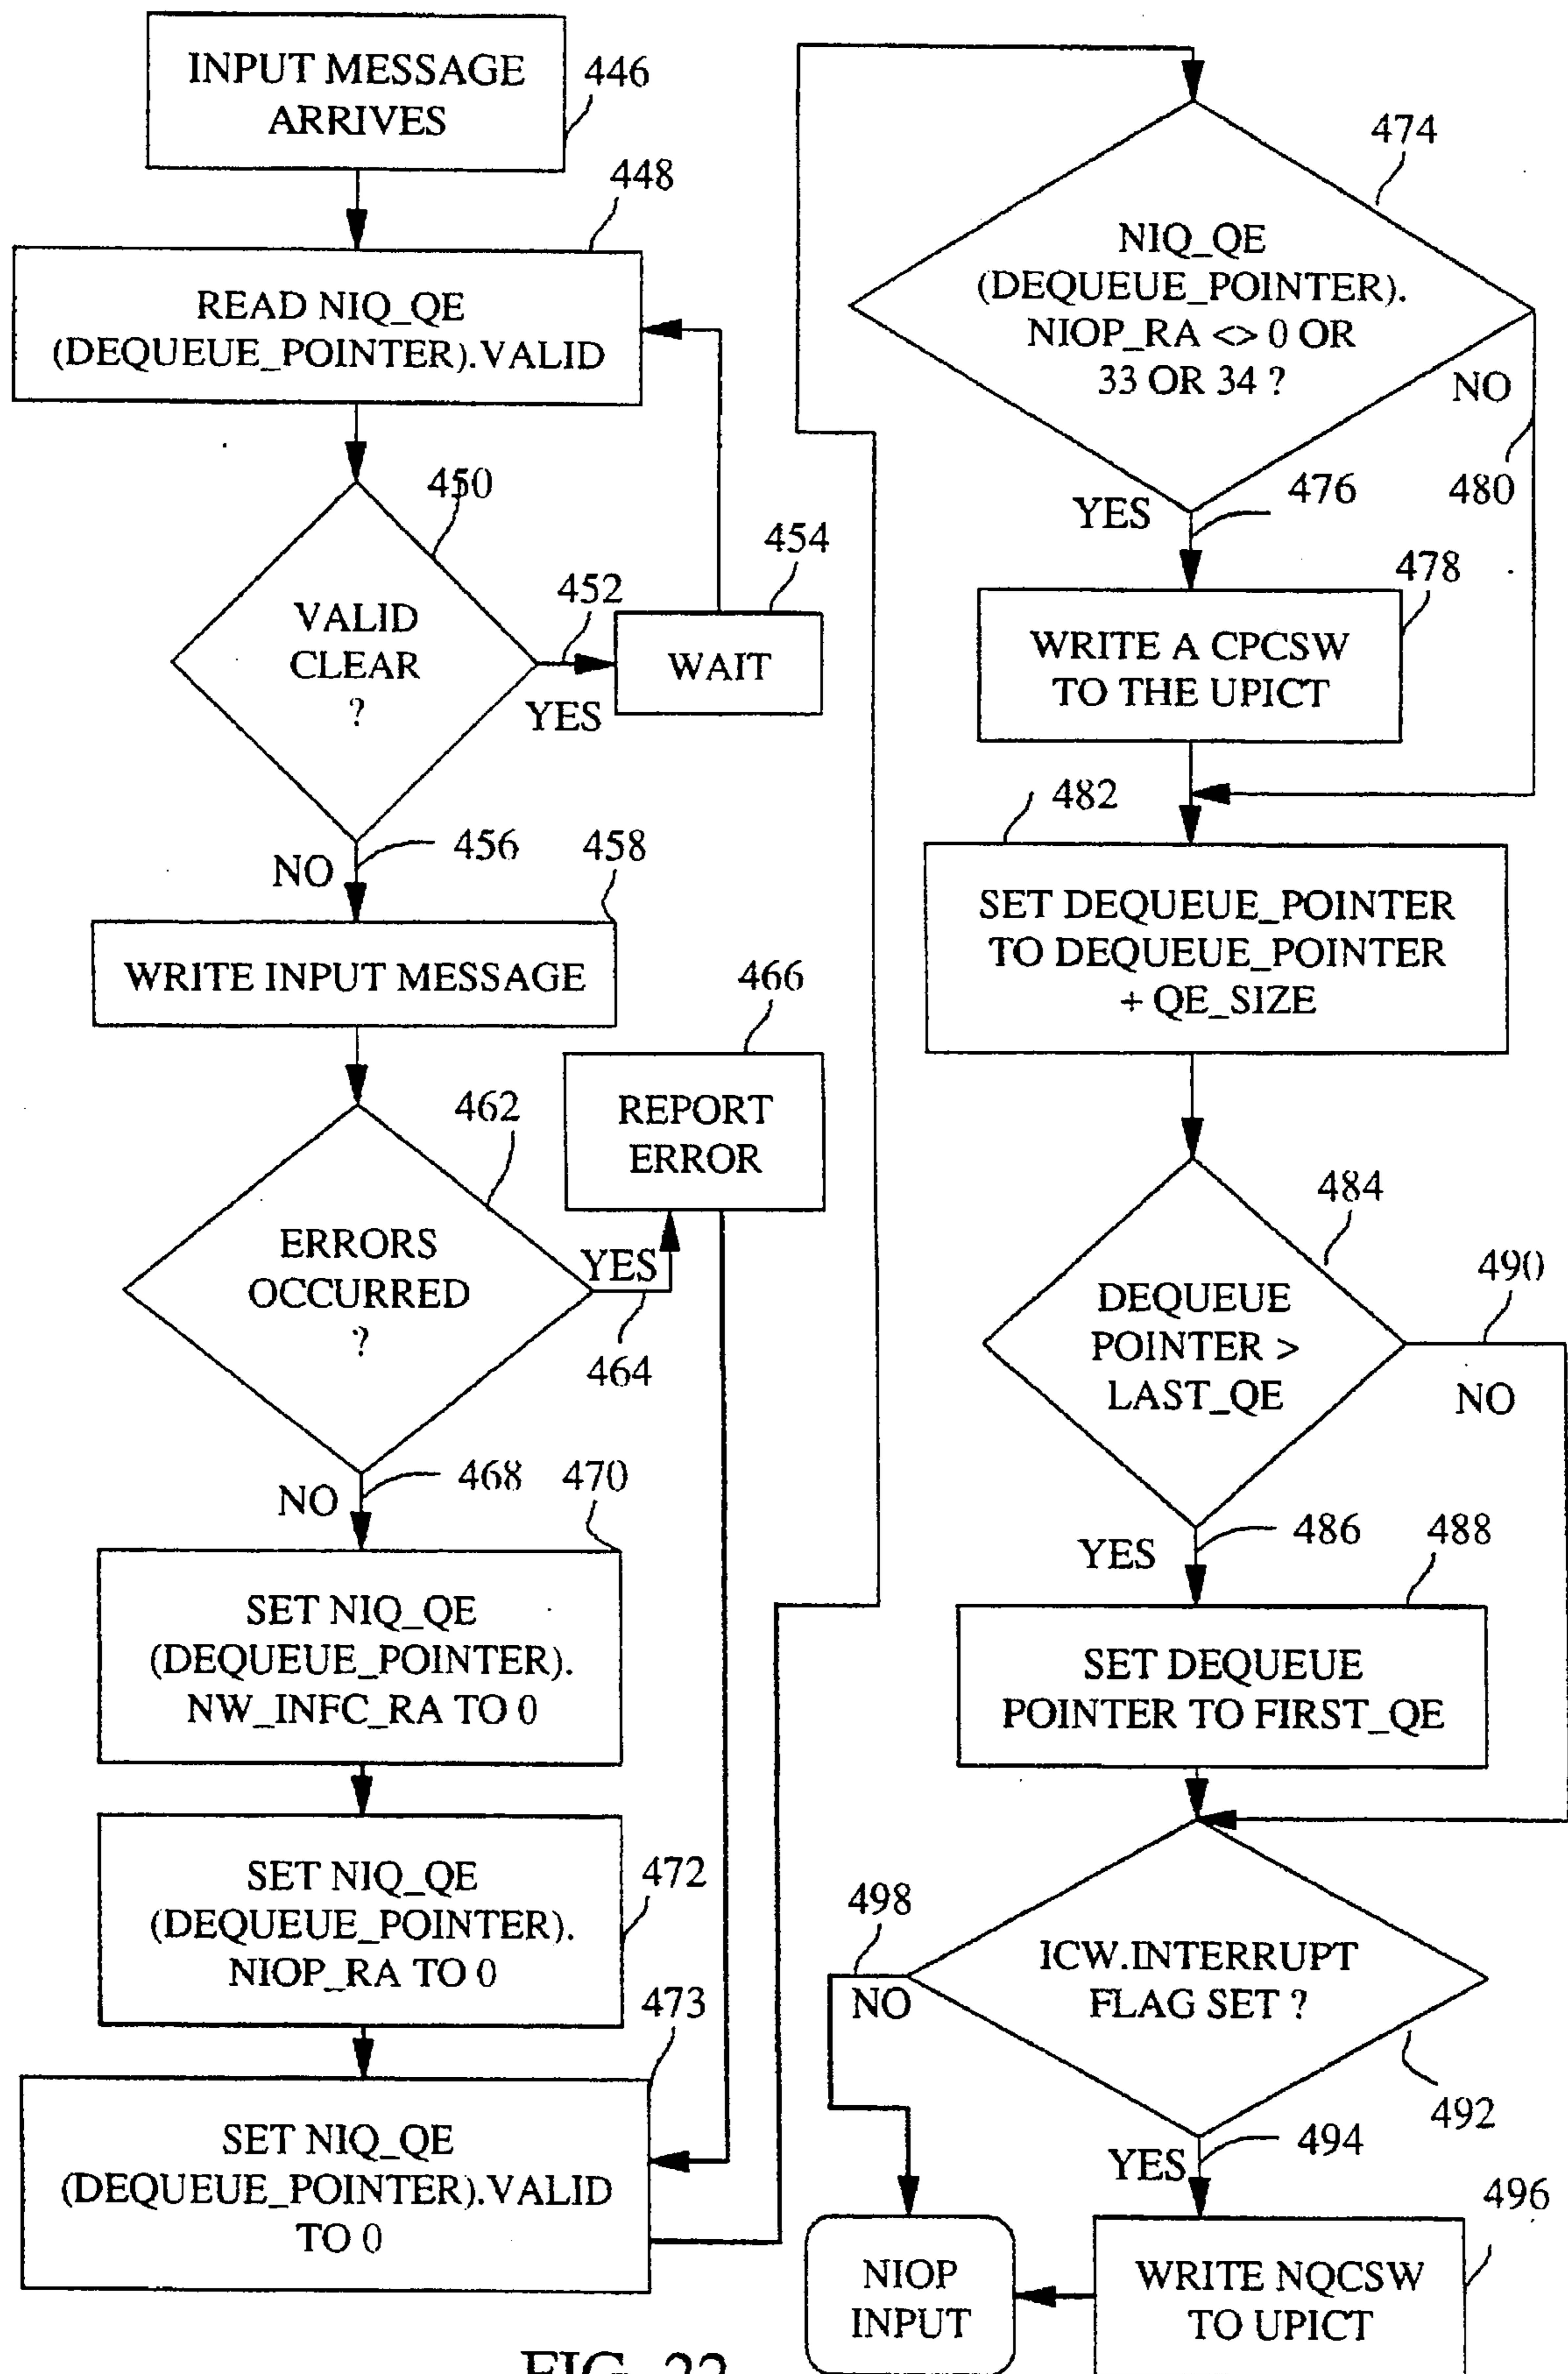 INPUT MESSAGE
ARRIVES
446
448
READ NIQ_QE
(DEQUEUE_POINTER).VALID
450
VALID
CLEAR
?
452
YES
454
WAIT
456
NO
458
WRITE INPUT MESSAGE
462
466
REPORT
ERROR
ERRORS
OCCURRED
?
YES
464
468
NO
470
SET NIQ_QE
(DEQUEUE_POINTER).
NW_INFC_RA TO 0
SET NIQ_QE
(DEQUEUE_POINTER).
NIOP_RA TO 0
472
473
SET NIQ_QE
(DEQUEUE_POINTER).VALID
TO 0
474
NIQ_QE
(DEQUEUE_POINTER).
NIOP_RA <> 0 OR
33 OR 34 ?
NO
480
YES
476
478
WRITE A CPCSW
TO THE UPICT
482
SET DEQUEUE_POINTER
TO DEQUEUE_POINTER
+ QE_SIZE
484
DEQUEUE
POINTER >
LAST_QE
490
NO
YES
486
488
SET DEQUEUE
POINTER TO FIRST_QE
498
NO
ICW.INTERRUPT
FLAG SET ?
492
YES
494
496
NIOP
INPUT
WRITE NQCSW
TO UPICT
FIG. 22